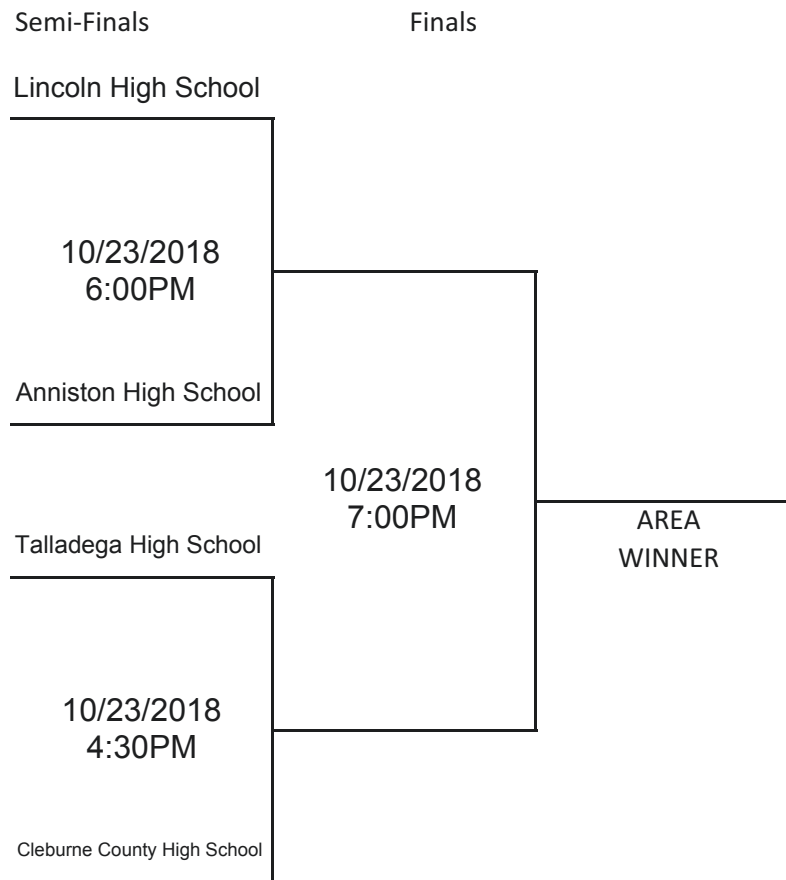 Semi-Finals
Finals
Lincoln High School
10/23/2018
6:00PM
Anniston High School
10/23/2018
7:00PM
AREA
WINNER
Talladega High School
10/23/2018
4:30PM
Cleburne County High School